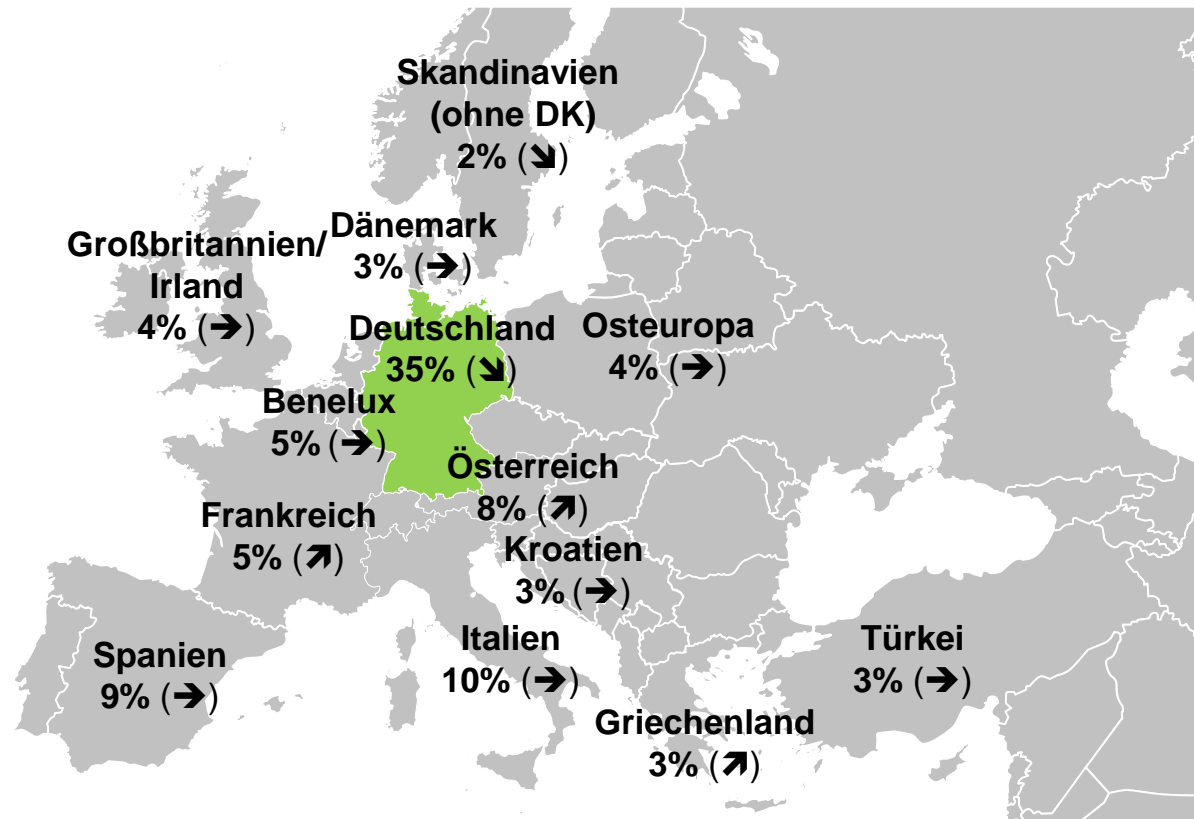 Skandinavien
(ohne DK)
2% (➘)
Dänemark
3% (➔)
Großbritannien/
Irland
4% (➔)
Deutschland
35% (➘)
Osteuropa
4% (➔)
Benelux
5% (➔)
Österreich
8% (➚)
Frankreich
5% (➚)
Kroatien
3% (➔)
Spanien
9% (➔)
Italien
10% (➔)
Türkei
3% (➔)
Griechenland
3% (➚)